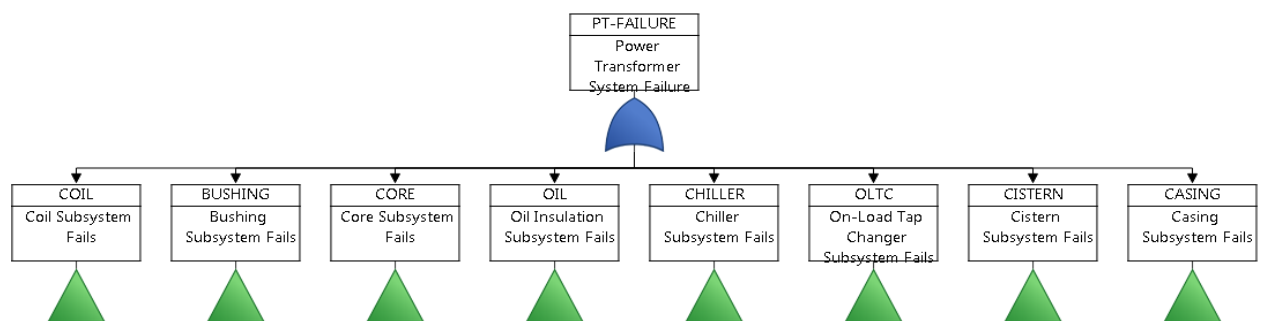 PT-FAILURE
Power
Transformer
System Failure
COIL
Coil Subsystem
Fails
BUSHING
Bushing
Subsystem Fails
CORE
Core Subsystem
Fails
OIL
Oil Insulation
Subsystem Fails
CHILLER
Chiller
Subsystem Fails
OLTC
On-Load Tap
Changer
Subsystem Fails
CISTERN
Cistern
Subsystem Fails
CASING
Casing
Subsystem Fails